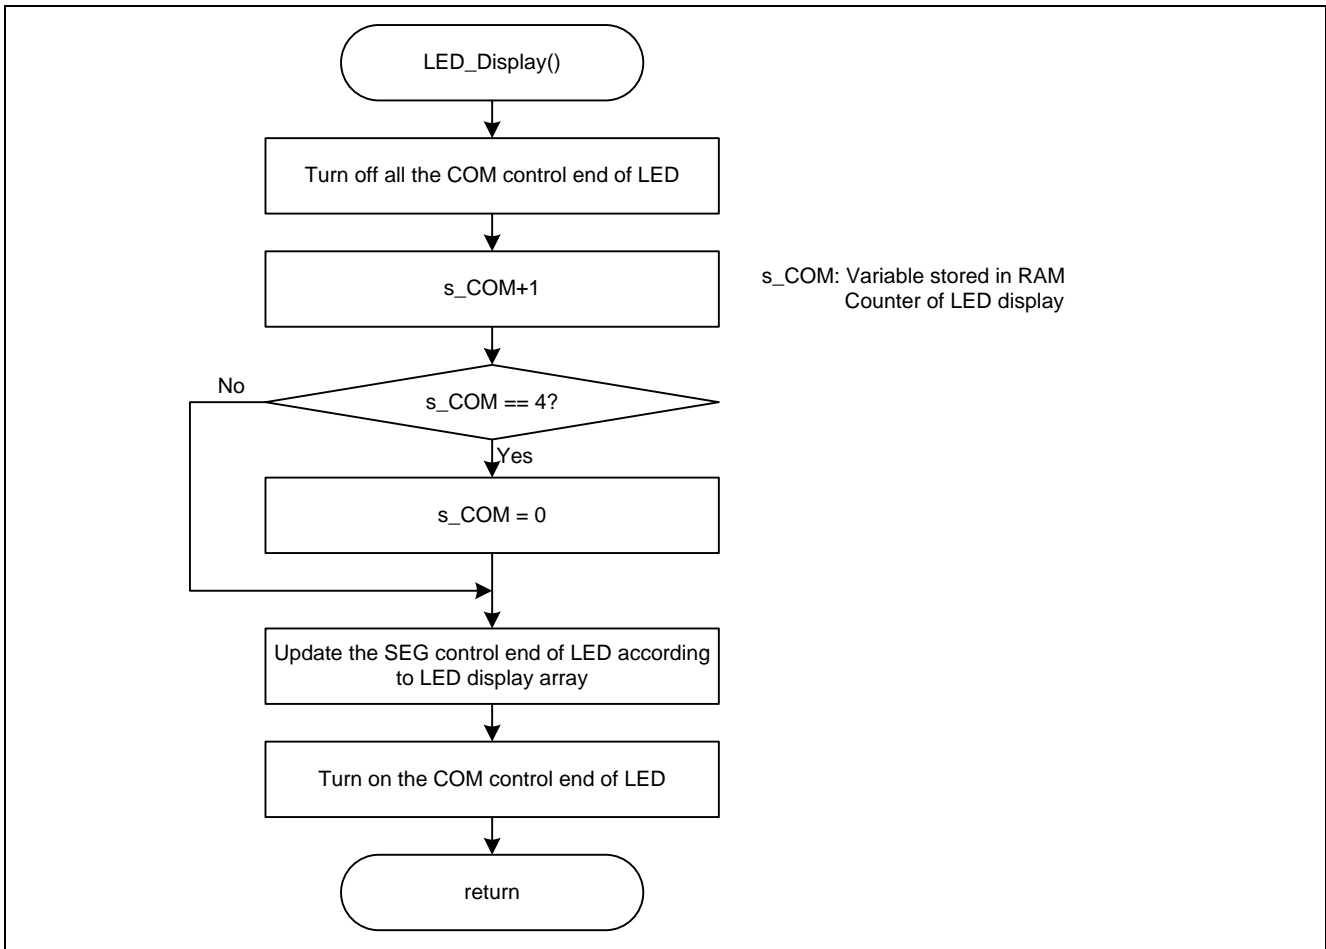 LED_Display()
Turn off all the COM control end of LED
s_COM+1
s_COM: Variable stored in RAM
Counter of LED display
No
s_COM == 4?
Yes
s_COM = 0
Update the SEG control end of LED according
to LED display array
Turn on the COM control end of LED
return